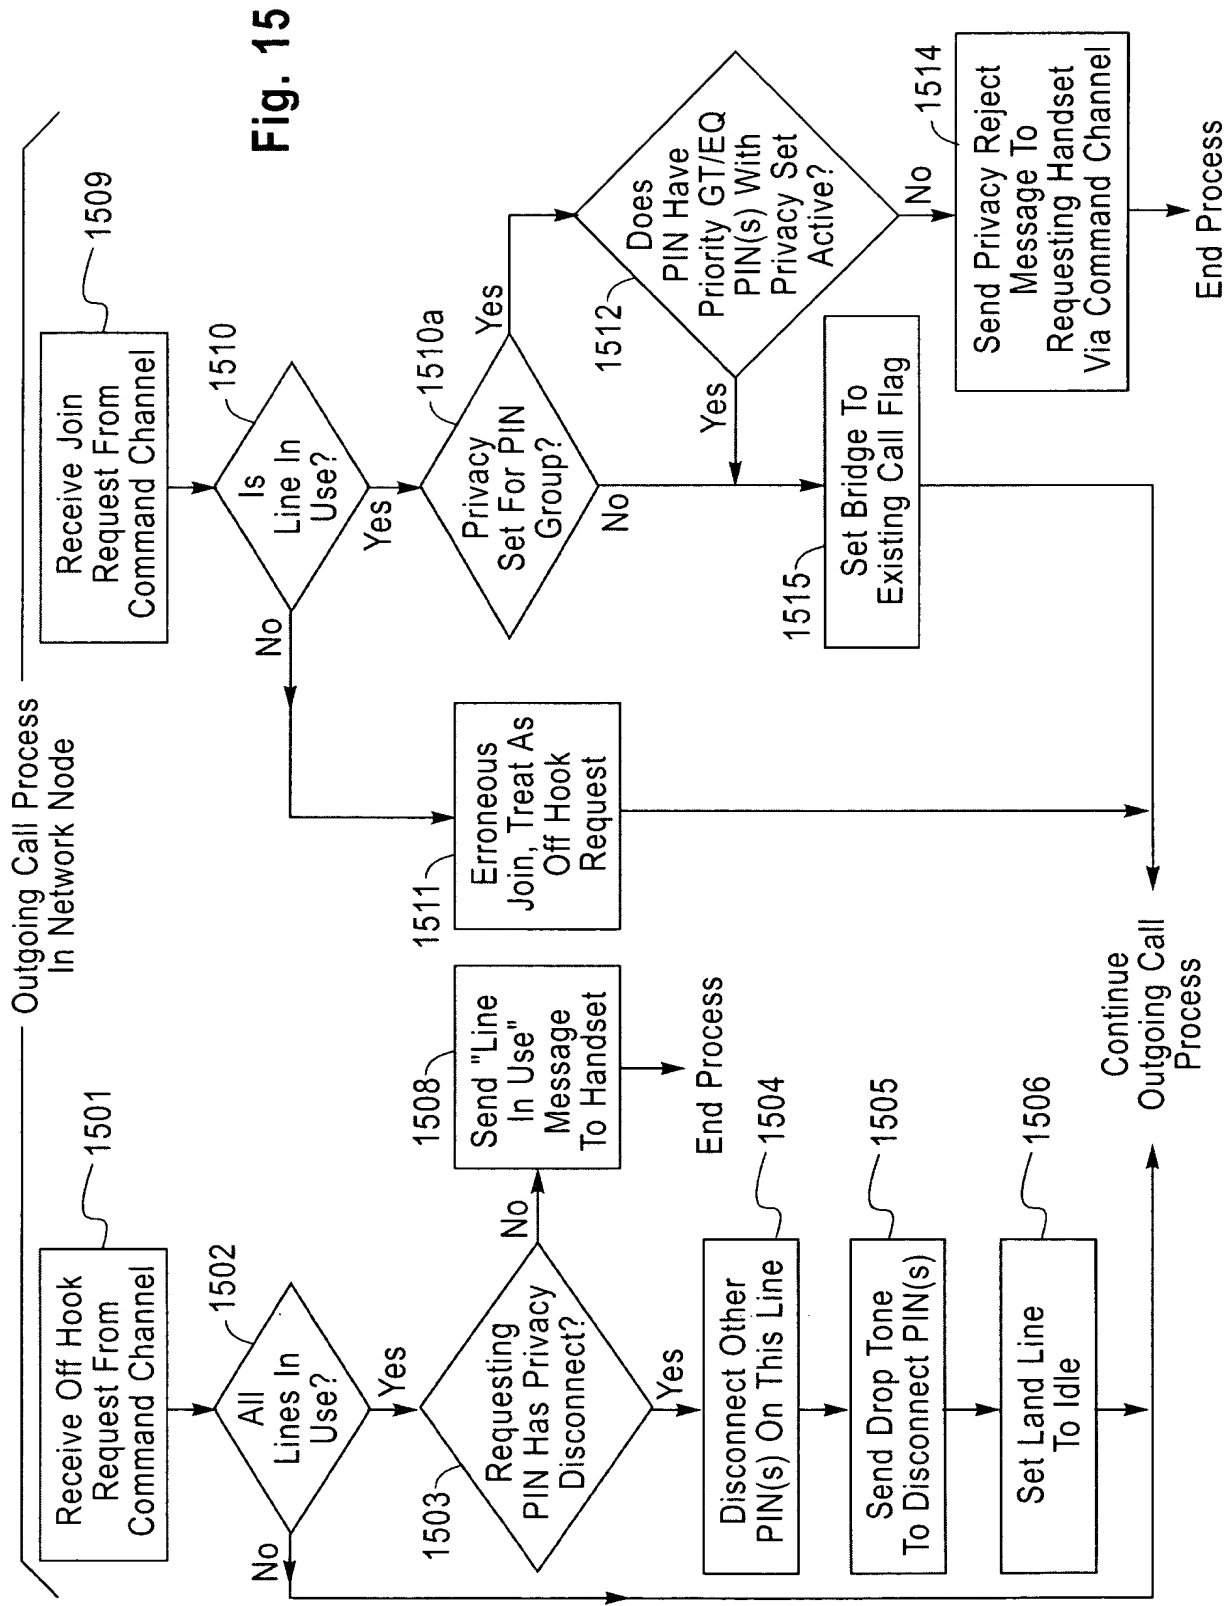 Outgoing Call Process
In Network Node
Receive Off Hook
Request From
Command Channel
1501
All
Lines In
Use?
1502
No
Yes
Requesting
PIN Has Privacy
Disconnect?
1503
No
Yes
Send "Line
In Use"
Message
To Handset
1508
End Process
Disconnect Other
PIN(s) On This Line
1504
Send Drop Tone
To Disconnect PIN(s)
1505
Set Land Line
To Idle
1506
Continue
Outgoing Call
Process
Receive Join
Request From
Command Channel
1509
Is
Line In
Use?
1510
No
Yes
Erroneous
Join, Treat As
Off Hook
Request
1511
Privacy
Set For PIN
Group?
1510a
Yes
No
Does
PIN Have
Priority GT/EQ
PIN(s) With
Privacy Set
Active?
1512
Yes
No
Set Bridge To
Existing Call Flag
1515
Send Privacy Reject
Message To
Requesting Handset
Via Command Channel
1514
End Process
Fig. 15